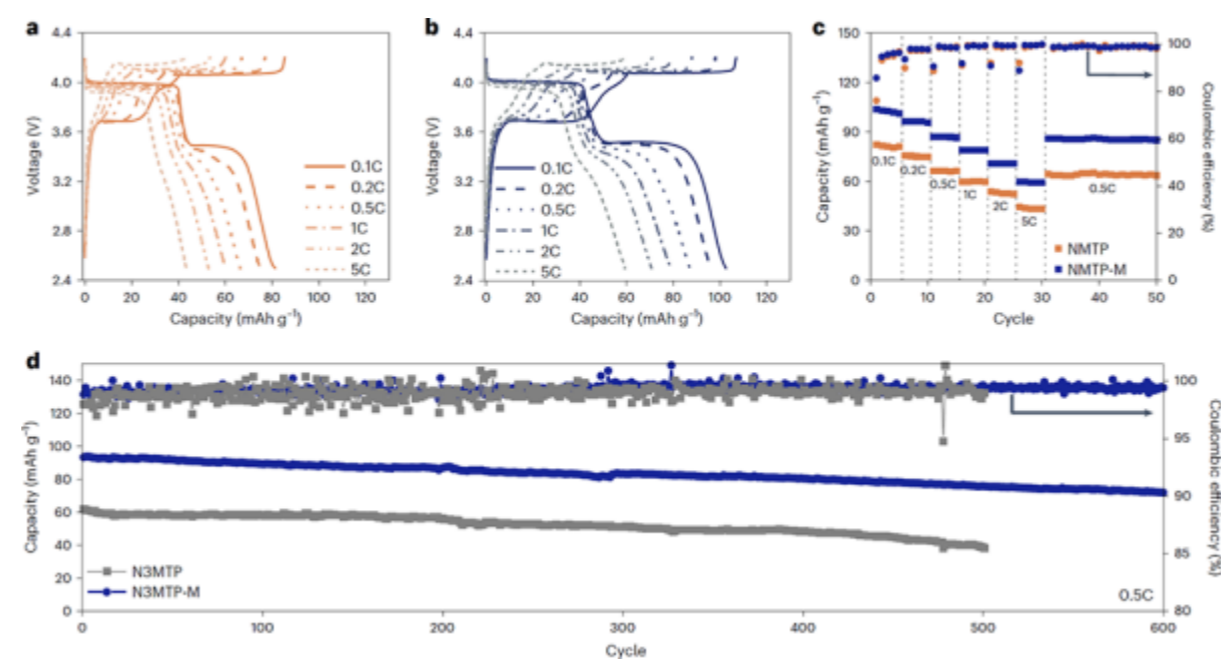 a
4.4
4.0
3.6
3.2
2.8
2.4
Voltage (V)
0 20 40 60 80 100 120
Capacity (mAh g⁻¹)
0.1C
0.2C
0.5C
1C
2C
5C
b
4.4
4.0
3.6
3.2
2.8
2.4
Voltage (V)
0 20 40 60 80 100 120
Capacity (mAh g⁻¹)
0.1C
0.2C
0.5C
1C
2C
5C
c
150
120
90
60
30
0
Capacity (mAh g⁻¹)
0.1C 0.2C 0.5C 1C 2C 5C 0.5C
NMTP
NMTP-M
100
80
60
40
20
0
Coulombic efficiency (%)
0 10 20 30 40 50
Cycle
d
140
120
100
80
60
40
20
0
Capacity (mAh g⁻¹)
N3MTP
N3MTP-M
0.5C
100
95
90
85
80
Coulombic efficiency (%)
0 100 200 300 400 500 600
Cycle